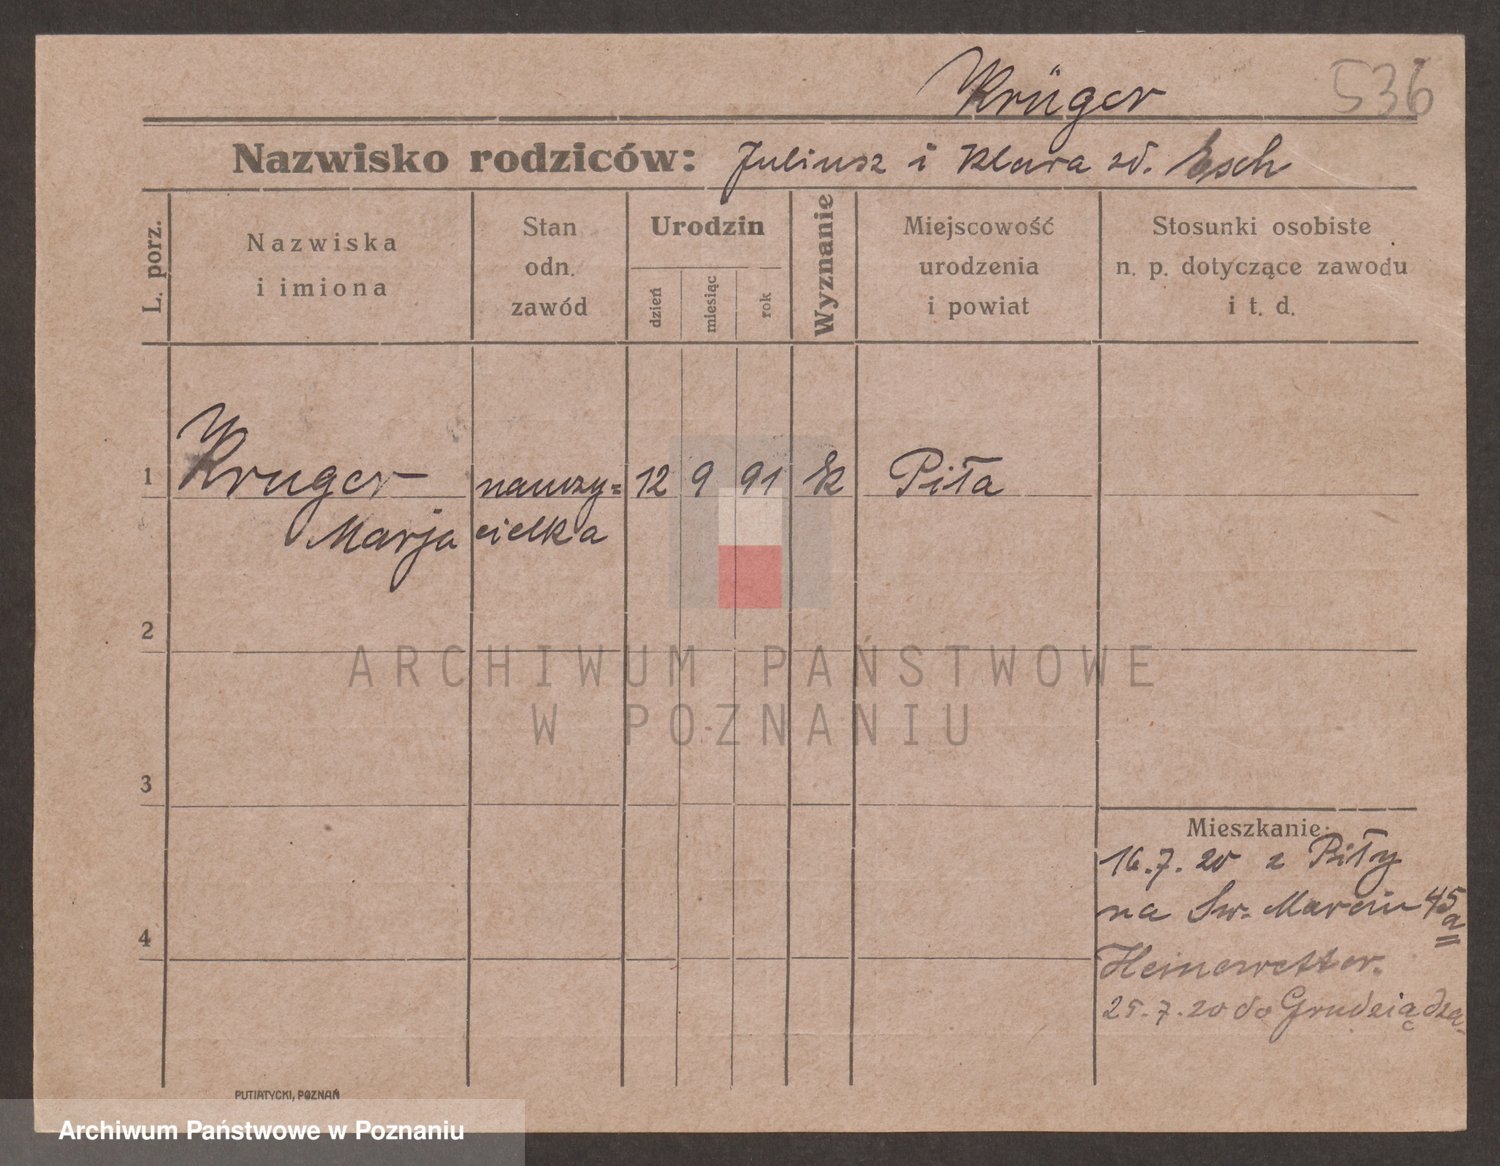 Krüger
536
Nazwisko rodziców: Juliusz i Klara zd. Esch
L. porz.
Nazwiska
i imiona
Stan
odn.
zawód
Urodzin
dzień
miesiąc
rok
Wyznanie
Miejscowość
urodzenia
i powiat
Stosunki osobiste
n. p. dotyczące zawodu
i t. d.
1 Kruger nauczy= 12 9 91 K Piła
Marja cielka
2
3
4
Mieszkanie:
16.7.20 z Piły
na Sw. Marcin 45a
25.7.20 do Grudziądza.
PUTIATYCKI, POZNAŃ
ARCHIWUM PAŃSTWOWE
W POZNANIU
Archiwum Państwowe w Poznaniu